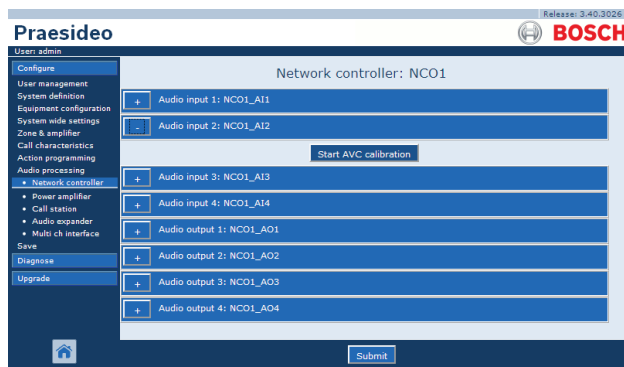 Release: 3.40.3026
Praesideo
BOSCH
User: admin
Configure
User management
System definition
Equipment configuration
System wide settings
Zone & amplifier
Call characteristics
Action programming
Audio processing
• Network controller
• Power amplifier
• Call station
• Audio expander
• Multi ch interface
Save
Diagnose
Upgrade
Network controller: NCO1
+ Audio input 1: NCO1_AI1
- Audio input 2: NCO1_AI2
Start AVC calibration
+ Audio input 3: NCO1_AI3
+ Audio input 4: NCO1_AI4
+ Audio output 1: NCO1_AO1
+ Audio output 2: NCO1_AO2
+ Audio output 3: NCO1_AO3
+ Audio output 4: NCO1_AO4
Submit